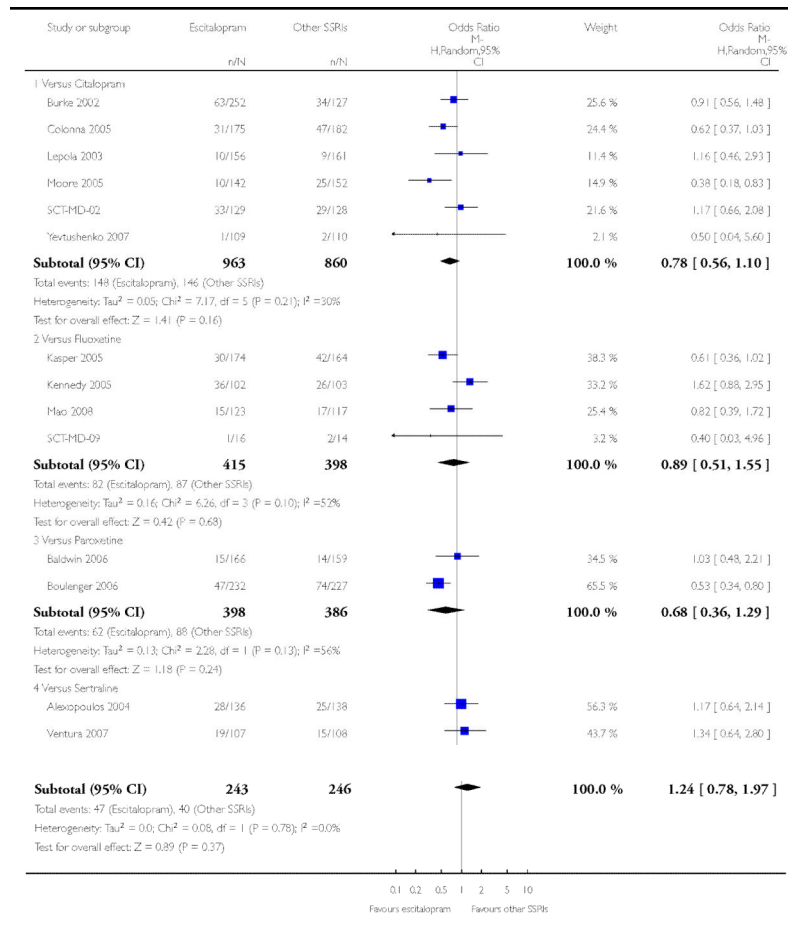 Study or subgroup Escitalopram Other SSRIs Odds Ratio Weight Odds Ratio
M- M-
H,Random,95% H,Random,95%
n/N n/N CI CI
1 Versus Citalopram
Burke 2002 63/252 34/127 25.6 % 0.91 [ 0.56, 1.48 ]
Colonna 2005 31/175 47/182 24.4 % 0.62 [ 0.37, 1.03 ]
Lepola 2003 10/156 9/161 11.4 % 1.16 [ 0.46, 2.93 ]
Moore 2005 10/142 25/152 14.9 % 0.38 [ 0.18, 0.83 ]
SCT-MD-02 33/129 29/128 21.6 % 1.17 [ 0.66, 2.08 ]
Yevtushenko 2007 1/109 2/110 2.1 % 0.50 [ 0.04, 5.60 ]
Subtotal (95% CI) 963 860 100.0 % 0.78 [ 0.56, 1.10 ]
Total events: 148 (Escitalopram), 146 (Other SSRIs)
Heterogeneity: Tau² = 0.05; Chi² = 7.17, df = 5 (P = 0.21); I² =30%
Test for overall effect: Z = 1.41 (P = 0.16)
2 Versus Fluoxetine
Kasper 2005 30/174 42/164 38.3 % 0.61 [ 0.36, 1.02 ]
Kennedy 2005 36/102 26/103 33.2 % 1.62 [ 0.88, 2.95 ]
Mao 2008 15/123 17/117 25.4 % 0.82 [ 0.39, 1.72 ]
SCT-MD-09 1/16 2/14 3.2 % 0.40 [ 0.03, 4.96 ]
Subtotal (95% CI) 415 398 100.0 % 0.89 [ 0.51, 1.55 ]
Total events: 82 (Escitalopram), 87 (Other SSRIs)
Heterogeneity: Tau² = 0.16; Chi² = 6.26, df = 3 (P = 0.10); I² =52%
Test for overall effect: Z = 0.42 (P = 0.68)
3 Versus Paroxetine
Baldwin 2006 15/166 14/159 34.5 % 1.03 [ 0.48, 2.21 ]
Boulenger 2006 47/232 74/227 65.5 % 0.53 [ 0.34, 0.80 ]
Subtotal (95% CI) 398 386 100.0 % 0.68 [ 0.36, 1.29 ]
Total events: 62 (Escitalopram), 88 (Other SSRIs)
Heterogeneity: Tau² = 0.13; Chi² = 2.28, df = 1 (P = 0.13); I² =56%
Test for overall effect: Z = 1.18 (P = 0.24)
4 Versus Sertraline
Alexopoulos 2004 28/136 25/138 56.3 % 1.17 [ 0.64, 2.14 ]
Ventura 2007 19/107 15/108 43.7 % 1.34 [ 0.64, 2.80 ]
Subtotal (95% CI) 243 246 100.0 % 1.24 [ 0.78, 1.97 ]
Total events: 47 (Escitalopram), 40 (Other SSRIs)
Heterogeneity: Tau² = 0.0; Chi² = 0.08, df = 1 (P = 0.78); I² =0.0%
Test for overall effect: Z = 0.89 (P = 0.37)
0.1 0.2 0.5 1 2 5 10
Favours escitalopram Favours other SSRIs